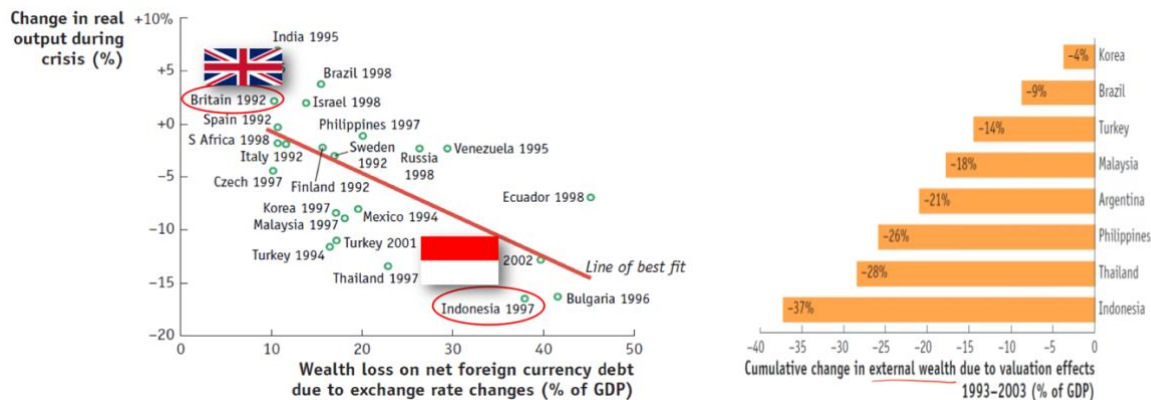 Change in real
output during
crisis (%)
+10%
+5
+0
−5
−10
−15
−20
India 1995
Brazil 1998
Britain 1992
Israel 1998
Spain 1992
Philippines 1997
S Africa 1998
Italy 1992
Sweden
1992
Russia
1998
Venezuela 1995
Czech 1997
Finland 1992
Ecuador 1998
Korea 1997
Mexico 1994
Malaysia 1997
Turkey 2001
Turkey 1994
2002
Line of best fit
Thailand 1997
Indonesia 1997
Bulgaria 1996
0
10
20
30
40
50
Wealth loss on net foreign currency debt
due to exchange rate changes (% of GDP)
−4%
Korea
−9%
Brazil
−14%
Turkey
−18%
Malaysia
−21%
Argentina
−26%
Philippines
−28%
Thailand
−37%
Indonesia
−40
−35
−30
−25
−20
−15
−10
−5
0
Cumulative change in external wealth due to valuation effects
1993–2003 (% of GDP)